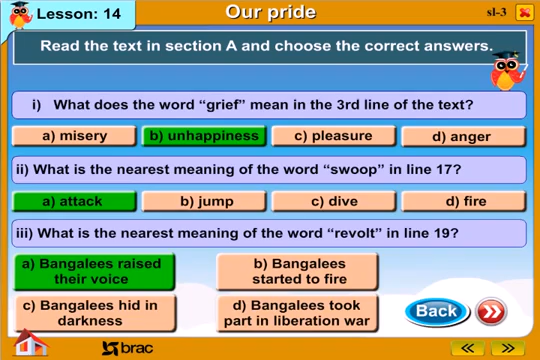 Lesson: 14
Our pride
sl-3
Read the text in section A and choose the correct answers.
i) What does the word “grief” mean in the 3rd line of the text?
a) misery
b) unhappiness
c) pleasure
d) anger
ii) What is the nearest meaning of the word “swoop” in line 17?
a) attack
b) jump
c) dive
d) fire
iii) What is the nearest meaning of the word “revolt” in line 19?
a) Bangalees raised
their voice
b) Bangalees
started to fire
c) Bangalees hid in
darkness
d) Bangalees took
part in liberation war
Back
brac